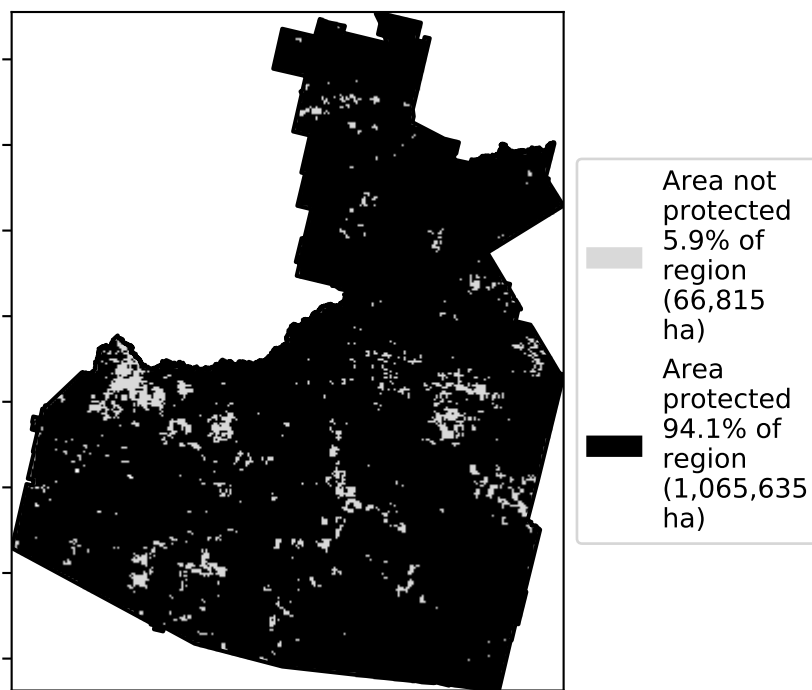 Area not
protected
5.9% of
region
(66,815
ha)
Area
protected
94.1% of
region
(1,065,635
ha)